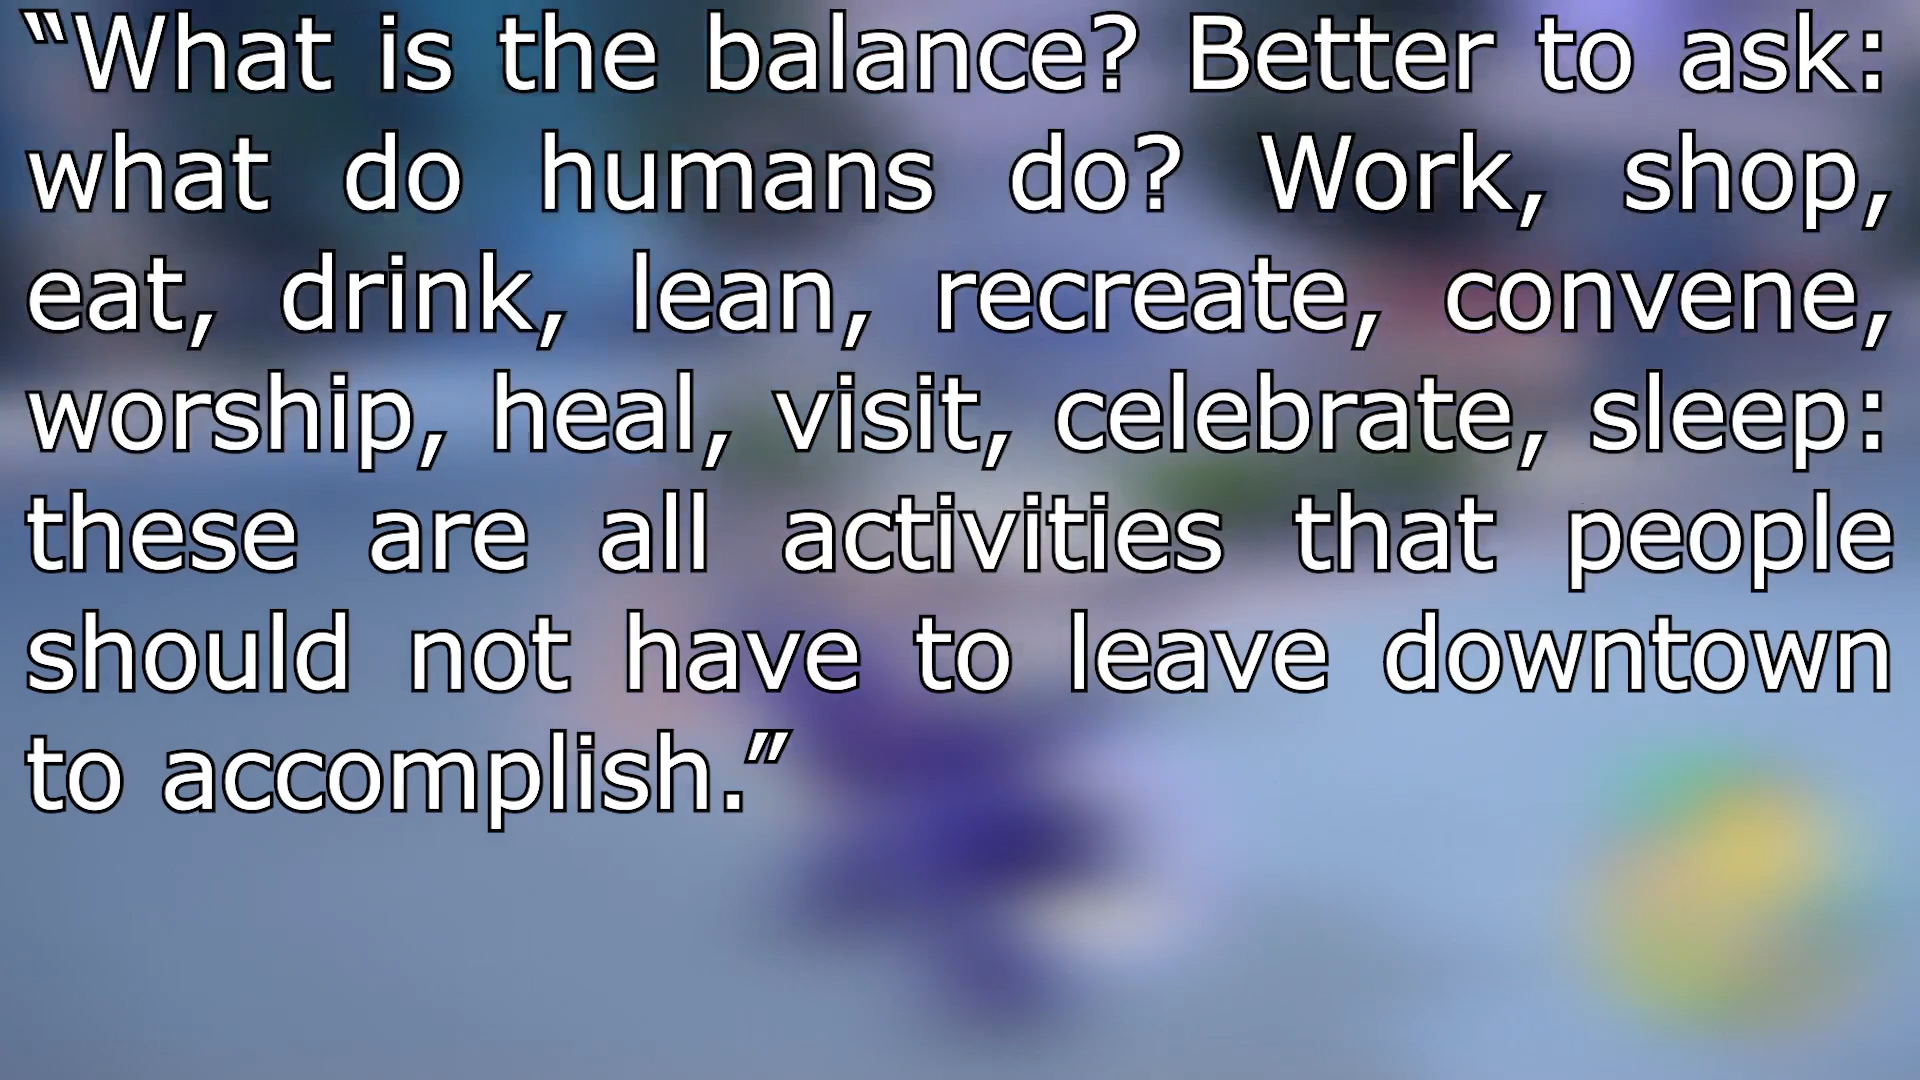 “What is the balance? Better to ask:
what do humans do? Work, shop,
eat, drink, lean, recreate, convene,
worship, heal, visit, celebrate, sleep:
these are all activities that people
should not have to leave downtown
to accomplish.”